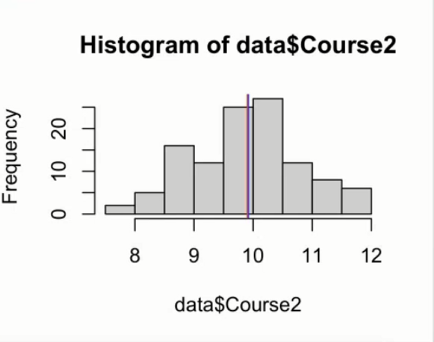 Histogram of data$Course2
Frequency
0
10
20
8 9 10 11 12
data$Course2